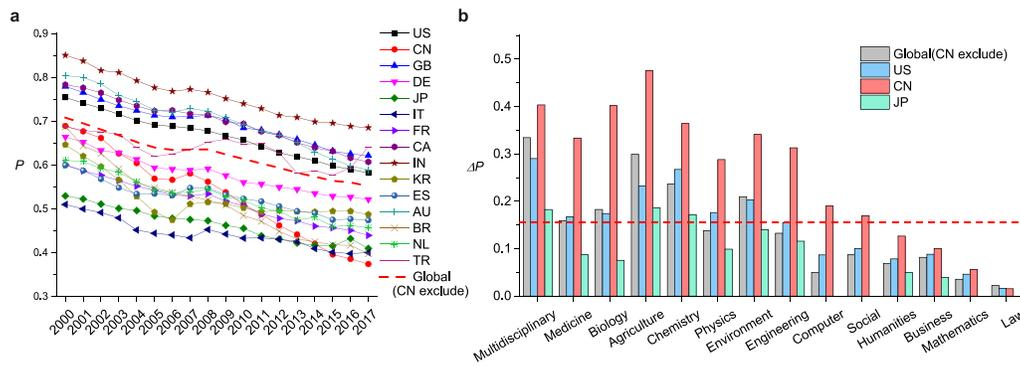 a
0.9
0.8
0.7
0.6
0.5
0.4
0.3
P
2000
2001
2002
2003
2004
2005
2006
2007
2008
2009
2010
2011
2012
2013
2014
2015
2016
2017
US
CN
GB
DE
JP
IT
FR
CA
IN
KR
ES
AU
BR
NL
TR
Global
(CN exclude)
b
0.5
0.4
0.3
0.2
0.1
0.0
ΔP
Global(CN exclude)
US
CN
JP
Multidisciplinary
Medicine
Biology
Agriculture
Chemistry
Physics
Environment
Engineering
Computer
Social
Humanities
Business
Mathematics
Law